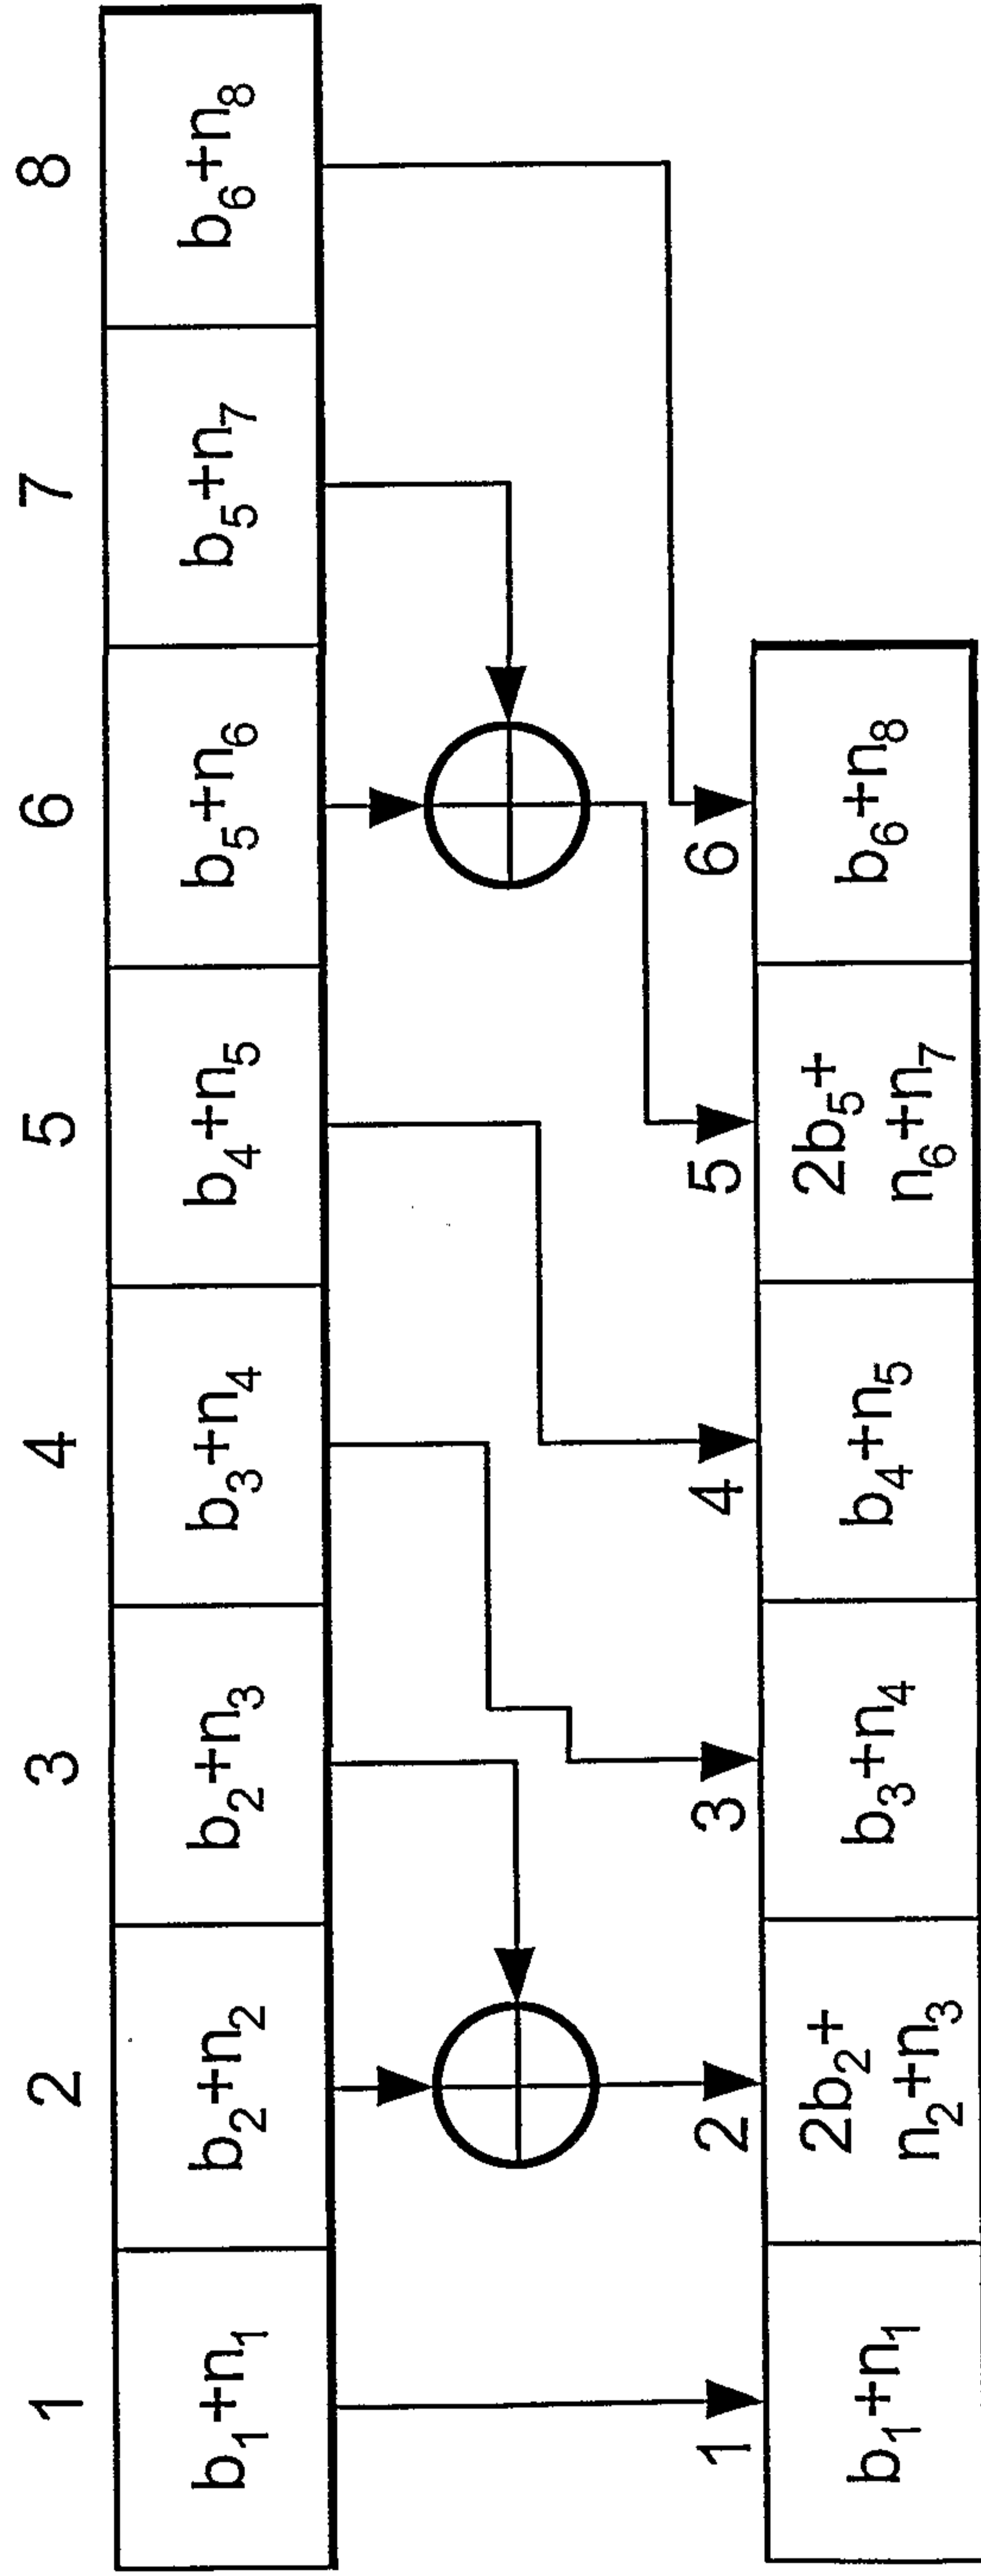 1 2 3 4 5 6 7 8
b₁+n₁ b₂+n₂ b₂+n₃ b₃+n₄ b₄+n₅ b₅+n₆ b₅+n₇ b₆+n₈
1 2 3 4 5 6
b₁+n₁ 2b₂+ n₂+n₃ b₃+n₄ b₄+n₅ 2b₅+ n₆+n₇ b₆+n₈